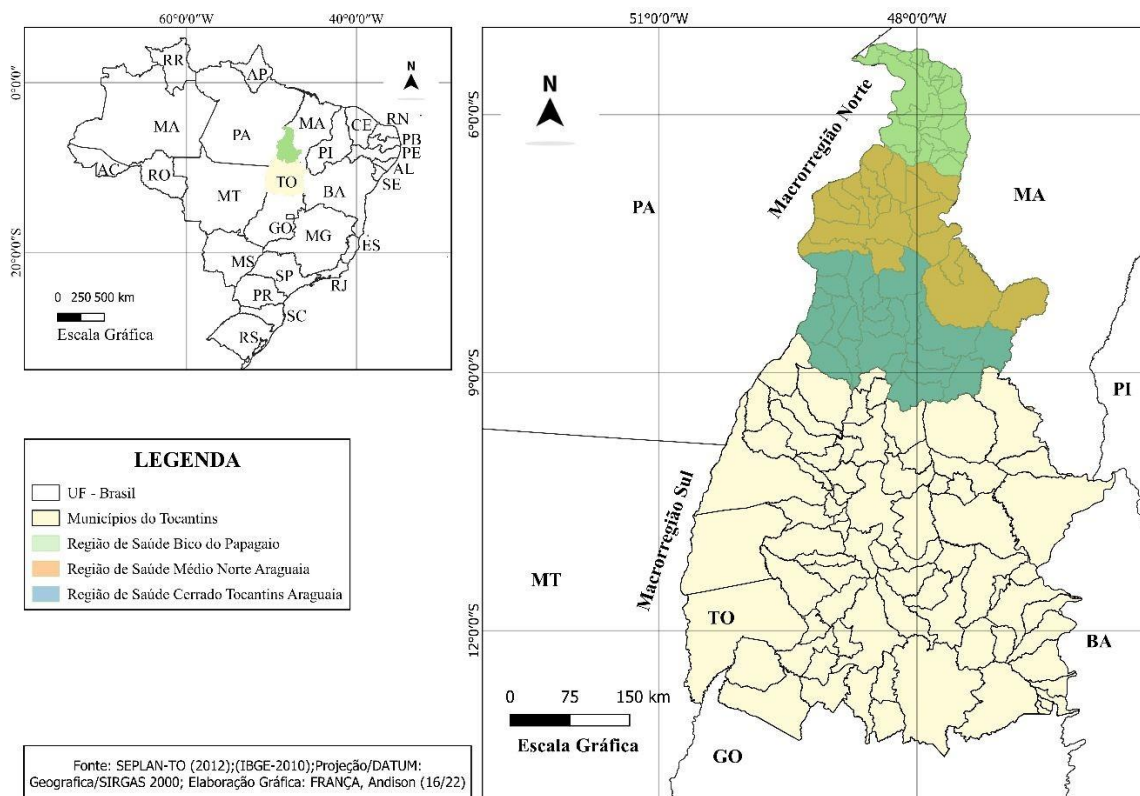 60°0'0"W
40°0'0"W
0°0'0"
20°0'0"S
N
RR
AP
MA
PA
MA
CE
RN
PB
PE
PI
AL
SE
AC
RO
TO
BA
MT
GO
MG
ES
MS
SP
RJ
PR
SC
RS
0 250 500 km
Escala Gráfica
LEGENDA
UF - Brasil
Municípios do Tocantins
Região de Saúde Bico do Papagaio
Região de Saúde Médio Norte Araguaia
Região de Saúde Cerrado Tocantins Araguaia
Fonte: SEPLAN-TO (2012);(IBGE-2010);Projeção/DATUM:
Geografica/SIRGAS 2000; Elaboração Gráfica: FRANÇA, Andison (16/22)
51°0'0"W
48°0'0"W
6°0'0"S
9°0'0"S
12°0'0"S
N
Macrorregião Norte
PA
MA
PI
Macrorregião Sul
MT
TO
BA
0 75 150 km
Escala Gráfica
GO